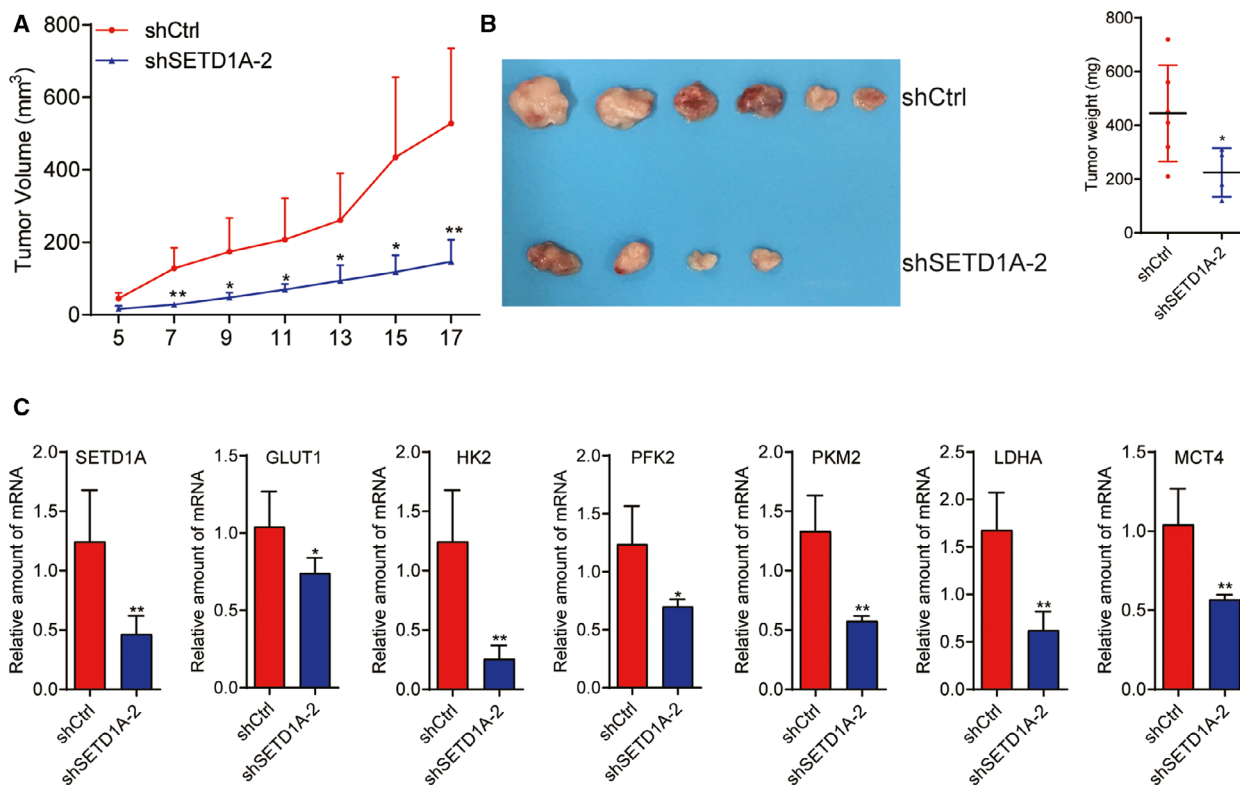 A
800
600
400
200
0
Tumor Volume (mm³)
shCtrl
shSETD1A-2
**
*
*
*
*
**
5 7 9 11 13 15 17
B
shCtrl
shSETD1A-2
800
600
400
200
0
Tumor weight (mg)
*
shCtrl
shSETD1A-2
C
SETD1A
Relative amount of mRNA
2.0
1.5
1.0
0.5
0.0
**
shCtrl
shSETD1A-2
GLUT1
Relative amount of mRNA
1.5
1.0
0.5
0.0
*
shCtrl
shSETD1A-2
HK2
Relative amount of mRNA
2.0
1.5
1.0
0.5
0.0
**
shCtrl
shSETD1A-2
PFK2
Relative amount of mRNA
2.0
1.5
1.0
0.5
0.0
*
shCtrl
shSETD1A-2
PKM2
Relative amount of mRNA
2.0
1.5
1.0
0.5
0.0
**
shCtrl
shSETD1A-2
LDHA
Relative amount of mRNA
2.5
2.0
1.5
1.0
0.5
0.0
**
shCtrl
shSETD1A-2
MCT4
Relative amount of mRNA
1.5
1.0
0.5
0.0
**
shCtrl
shSETD1A-2